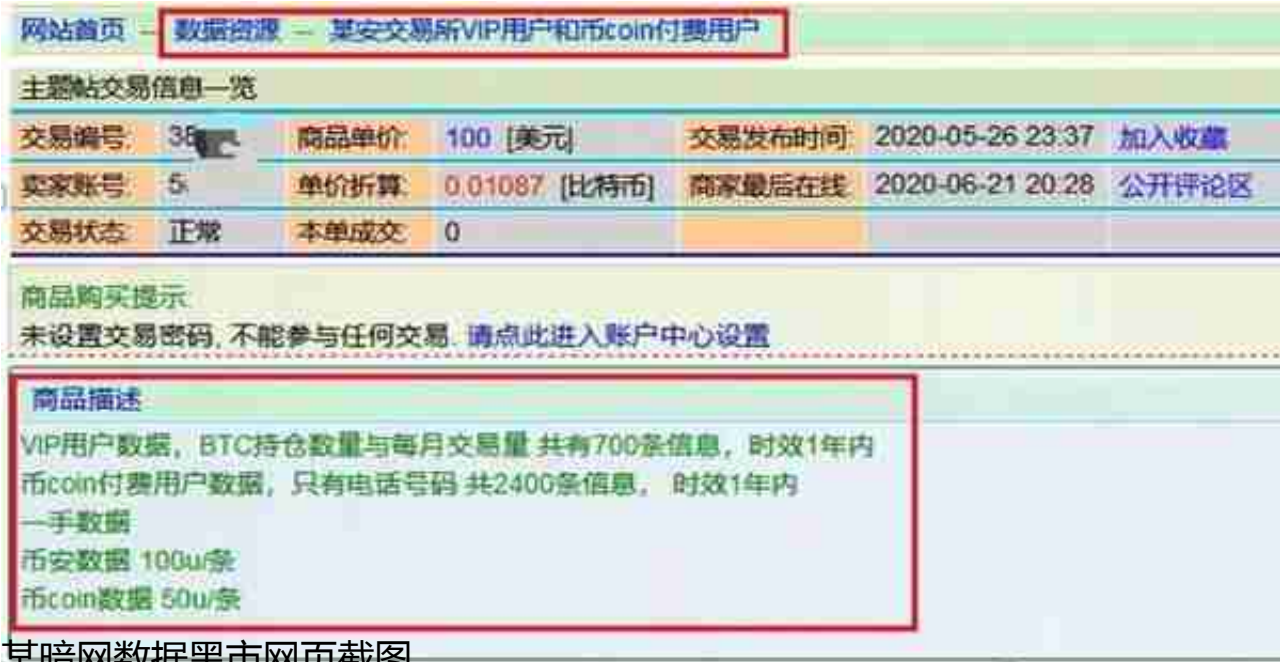 网站首页 – 数据资源 – 某安交易所VIP用户和币coin付费用户
主题帖交易信息一览
交易编号: 商品单价: 100 [美元] 交易发布时间: 2020-05-26 23:37 加入收藏
卖家账号: 5 单价折算: 0.01087 [比特币] 商家最后在线: 2020-06-21 20:28 公开评论区
交易状态: 正常 本单成交: 0
商品购买提示
未设置交易密码, 不能参与任何交易. 请点此进入账户中心设置
商品描述
VIP用户数据，BTC持仓数量与每月交易量 共有700条信息，时效1年内
币coin付费用户数据，只有电话号码 共2400条信息， 时效1年内
一手数据
币安数据 100u/条
币coin数据 50u/条
某暗网数据黑市网页截图